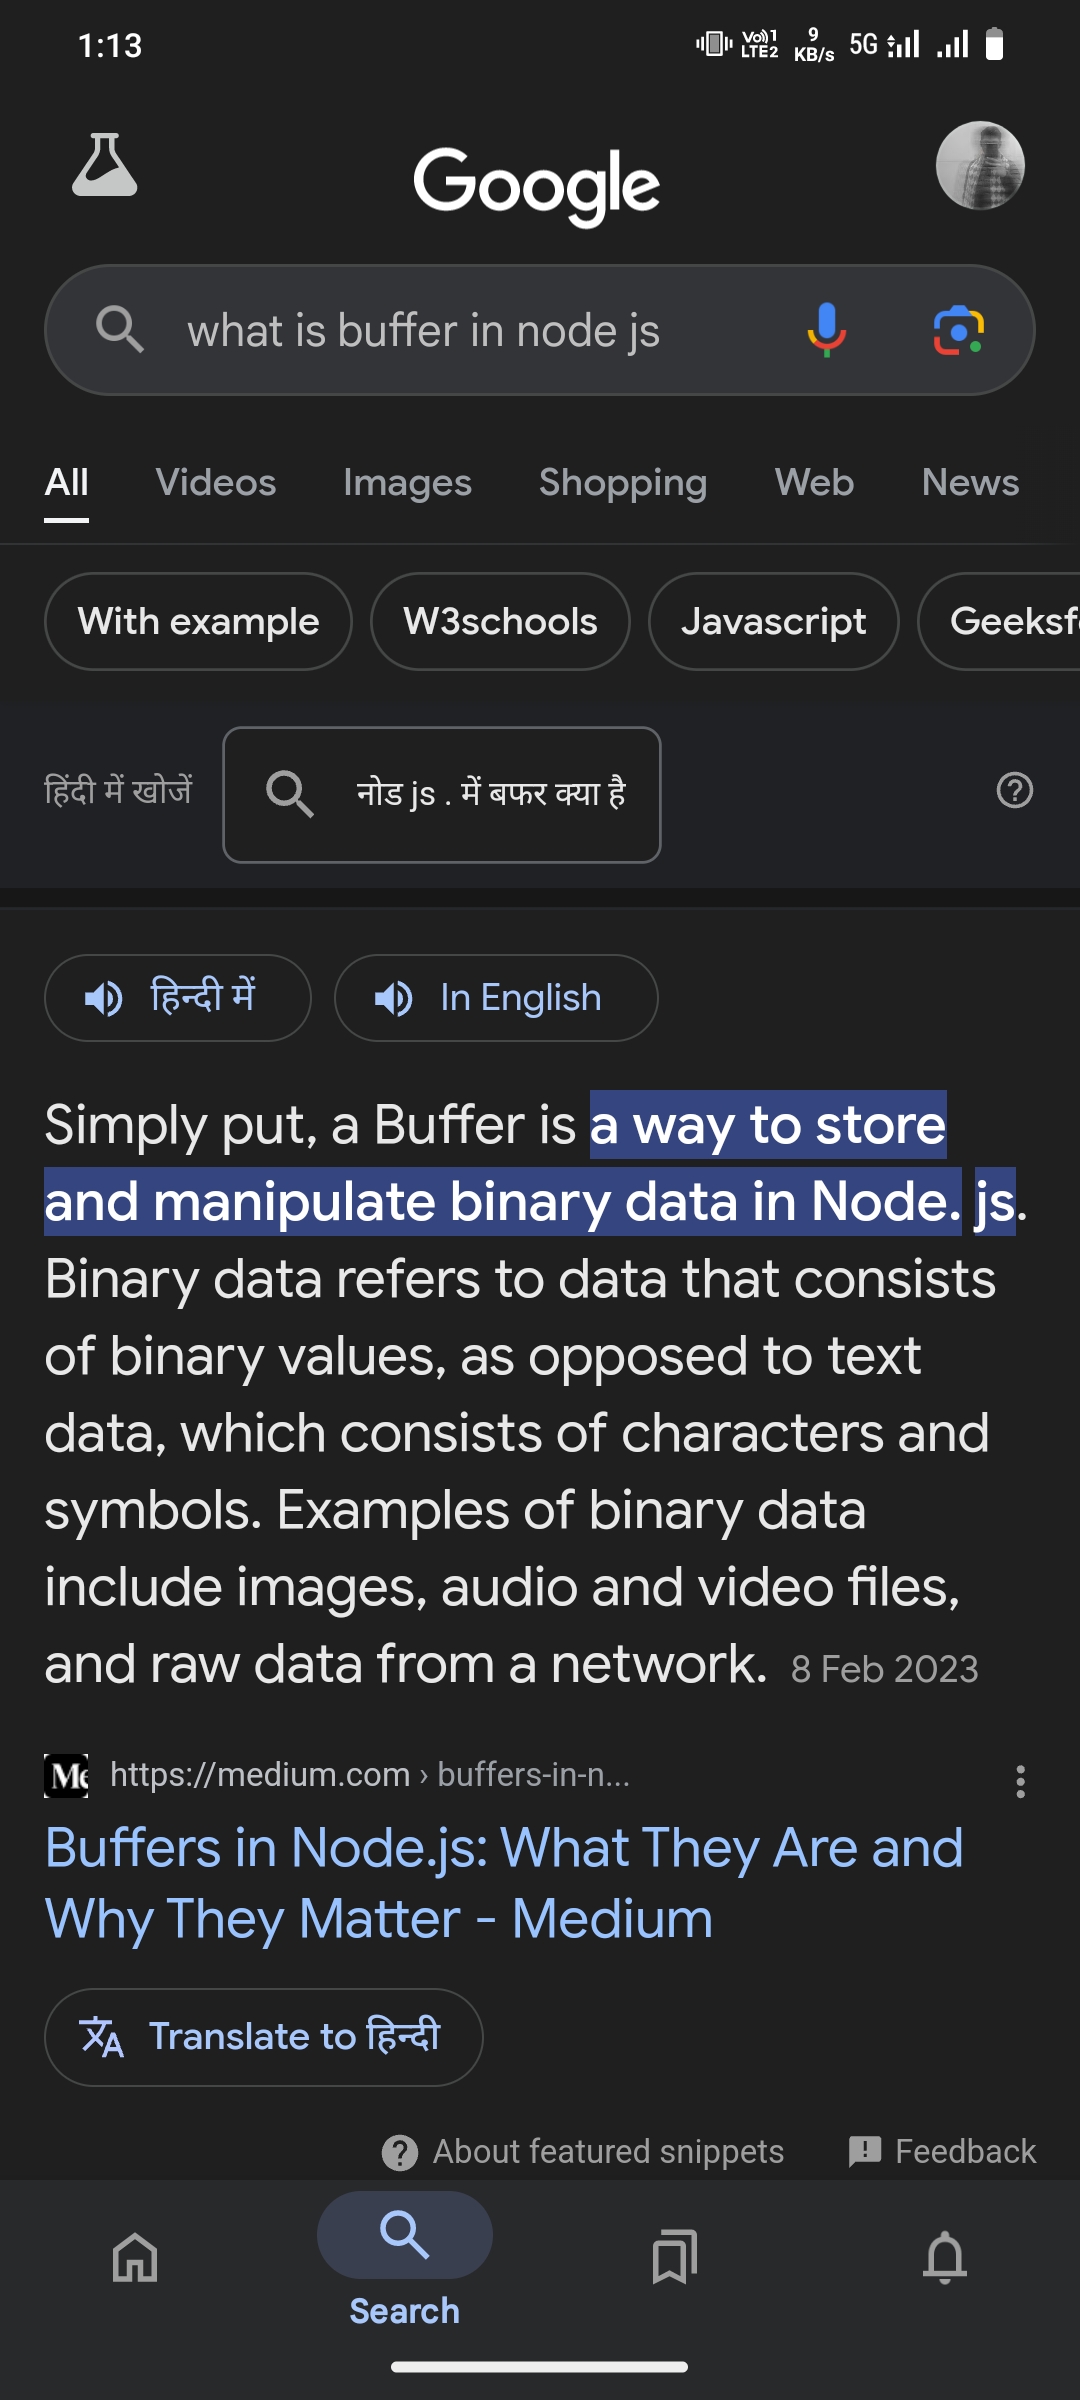 1:13
Vo) 1 LTE2 9 KB/s 5G
Google
what is buffer in node js
All Videos Images Shopping Web News
With example W3schools Javascript Geeksf
हिंदी में खोजें नोड js . में बफर क्या है
हिन्दी में In English
Simply put, a Buffer is a way to store
and manipulate binary data in Node. js.
Binary data refers to data that consists
of binary values, as opposed to text
data, which consists of characters and
symbols. Examples of binary data
include images, audio and video files,
and raw data from a network. 8 Feb 2023
Me https://medium.com › buffers-in-n...
Buffers in Node.js: What They Are and
Why They Matter - Medium
Translate to हिन्दी
About featured snippets Feedback
Search